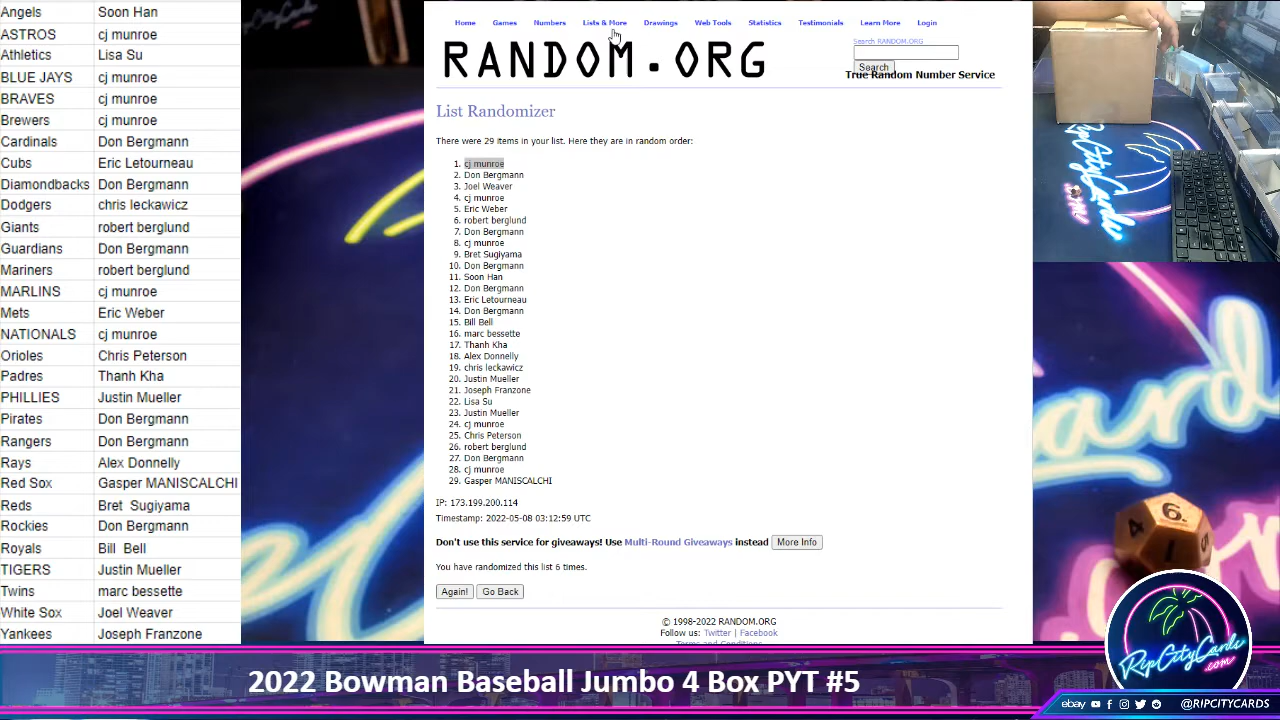 Angels Soon Han
ASTROS cj munroe
Athletics Lisa Su
BLUE JAYS cj munroe
BRAVES cj munroe
Brewers cj munroe
Cardinals Don Bergmann
Cubs Eric Letourneau
Diamondbacks Don Bergmann
Dodgers chris leckawicz
Giants robert berglund
Guardians Don Bergmann
Mariners robert berglund
MARLINS cj munroe
Mets Eric Weber
NATIONALS cj munroe
Orioles Chris Peterson
Padres Thanh Kha
PHILLIES Justin Mueller
Pirates Don Bergmann
Rangers Don Bergmann
Rays Alex Donnelly
Red Sox Gasper MANISCALCHI
Reds Bret Sugiyama
Rockies Don Bergmann
Royals Bill Bell
TIGERS Justin Mueller
Twins marc bessette
White Sox Joel Weaver
Yankees Joseph Franzone
Home Games Numbers Lists & More Drawings Web Tools Statistics Testimonials Learn More Login
RANDOM.ORG
Search RANDOM.ORG
Search
True Random Number Service
List Randomizer
There were 29 items in your list. Here they are in random order:
1. cj munroe
2. Don Bergmann
3. Joel Weaver
4. cj munroe
5. Eric Weber
6. robert berglund
7. Don Bergmann
8. cj munroe
9. Bret Sugiyama
10. Don Bergmann
11. Soon Han
12. Don Bergmann
13. Eric Letourneau
14. Don Bergmann
15. Bill Bell
16. marc bessette
17. Thanh Kha
18. Alex Donnelly
19. chris leckawicz
20. Justin Mueller
21. Joseph Franzone
22. Lisa Su
23. Justin Mueller
24. cj munroe
25. Chris Peterson
26. robert berglund
27. Don Bergmann
28. cj munroe
29. Gasper MANISCALCHI
IP: 173.199.200.114
Timestamp: 2022-05-08 03:12:59 UTC
Don't use this service for giveaways! Use Multi-Round Giveaways instead More Info
You have randomized this list 6 times.
Again! Go Back
© 1998-2022 RANDOM.ORG
Follow us: Twitter | Facebook
Terms and Conditions
2022 Bowman Baseball Jumbo 4 Box PYT #5
RipCityCards
.com
ebay @RIPCITYCARDS
6.
4